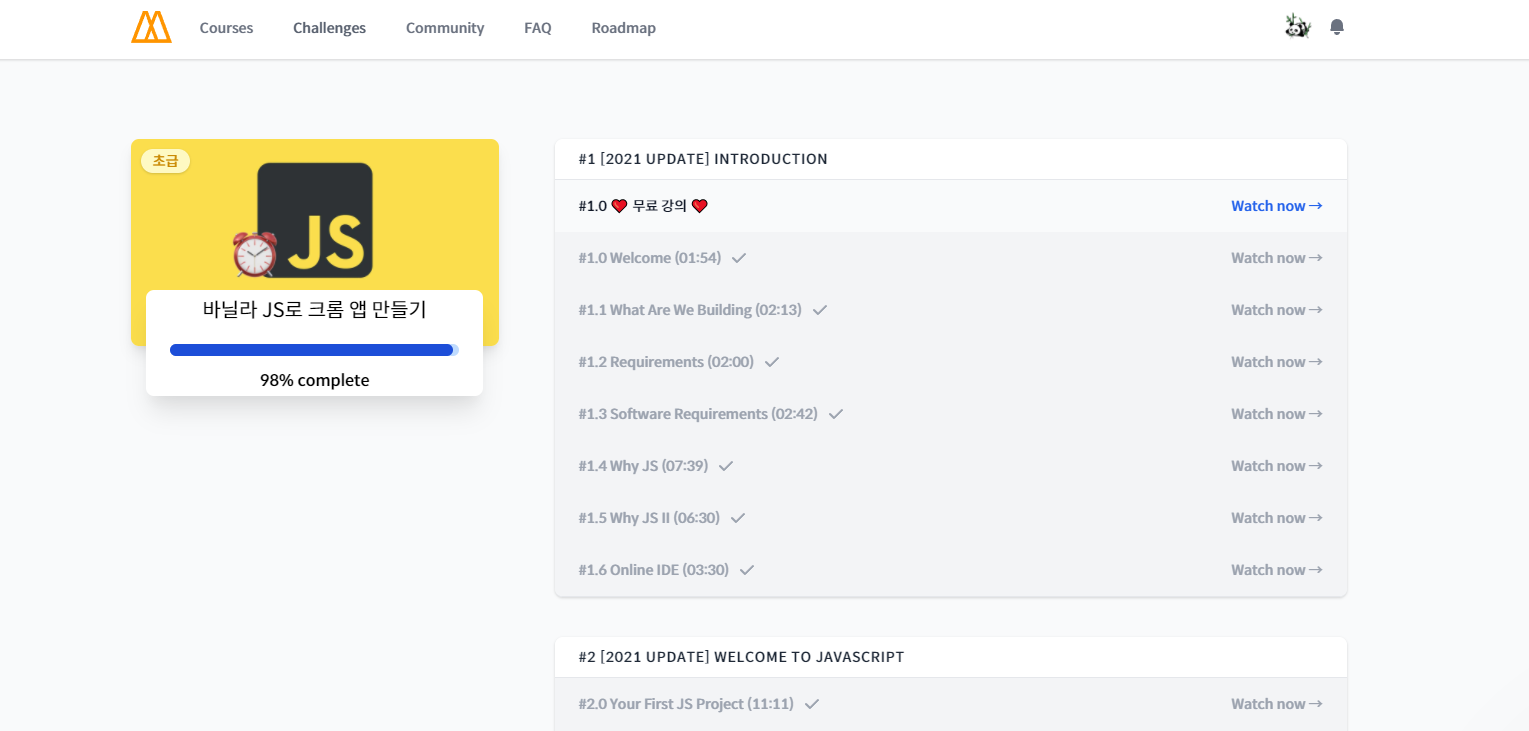 Courses Challenges Community FAQ Roadmap
초급
JS
바닐라 JS로 크롬 앱 만들기
98% complete
#1 [2021 UPDATE] INTRODUCTION
#1.0 ❤️ 무료 강의 ❤️ Watch now →
#1.0 Welcome (01:54) ✓ Watch now →
#1.1 What Are We Building (02:13) ✓ Watch now →
#1.2 Requirements (02:00) ✓ Watch now →
#1.3 Software Requirements (02:42) ✓ Watch now →
#1.4 Why JS (07:39) ✓ Watch now →
#1.5 Why JS II (06:30) ✓ Watch now →
#1.6 Online IDE (03:30) ✓ Watch now →
#2 [2021 UPDATE] WELCOME TO JAVASCRIPT
#2.0 Your First JS Project (11:11) ✓ Watch now →